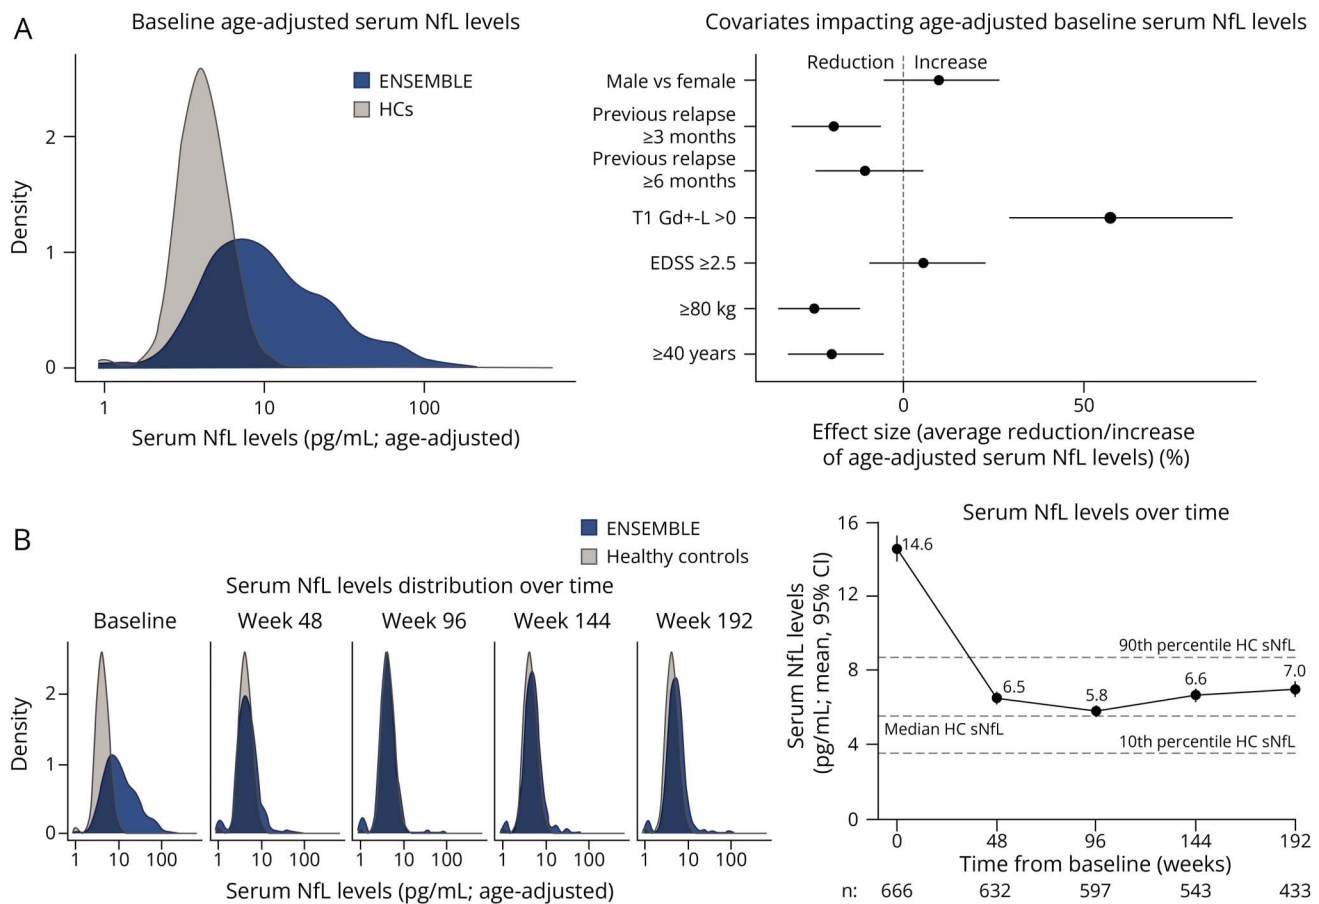 A
Baseline age-adjusted serum NfL levels
ENSEMBLE
HCs
Density
2
1
0
1
10
100
Serum NfL levels (pg/mL; age-adjusted)
Covariates impacting age-adjusted baseline serum NfL levels
Reduction
Increase
Male vs female
Previous relapse
≥3 months
Previous relapse
≥6 months
T1 Gd+-L >0
EDSS ≥2.5
≥80 kg
≥40 years
0
50
Effect size (average reduction/increase
of age-adjusted serum NfL levels) (%)
B
ENSEMBLE
Healthy controls
Serum NfL levels distribution over time
Baseline
Week 48
Week 96
Week 144
Week 192
Density
2
1
0
1 10 100
1 10 100
1 10 100
1 10 100
1 10 100
Serum NfL levels (pg/mL; age-adjusted)
Serum NfL levels over time
Serum NfL levels
(pg/mL; mean, 95% CI)
16
12
8
4
0
14.6
6.5
5.8
6.6
7.0
90th percentile HC sNfL
Median HC sNfL
10th percentile HC sNfL
0 48 96 144 192
Time from baseline (weeks)
n: 666 632 597 543 433